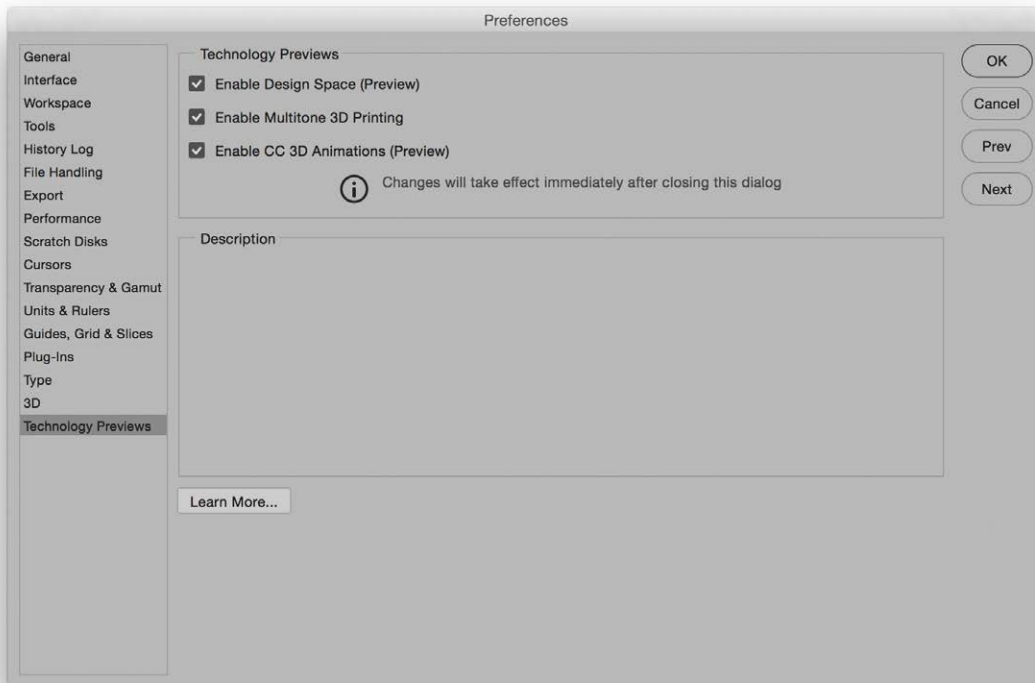 Preferences
General
Interface
Workspace
Tools
History Log
File Handling
Export
Performance
Scratch Disks
Cursors
Transparency & Gamut
Units & Rulers
Guides, Grid & Slices
Plug-Ins
Type
3D
Technology Previews
Technology Previews
Enable Design Space (Preview)
Enable Multitone 3D Printing
Enable CC 3D Animations (Preview)
Changes will take effect immediately after closing this dialog
Description
Learn More...
OK
Cancel
Prev
Next